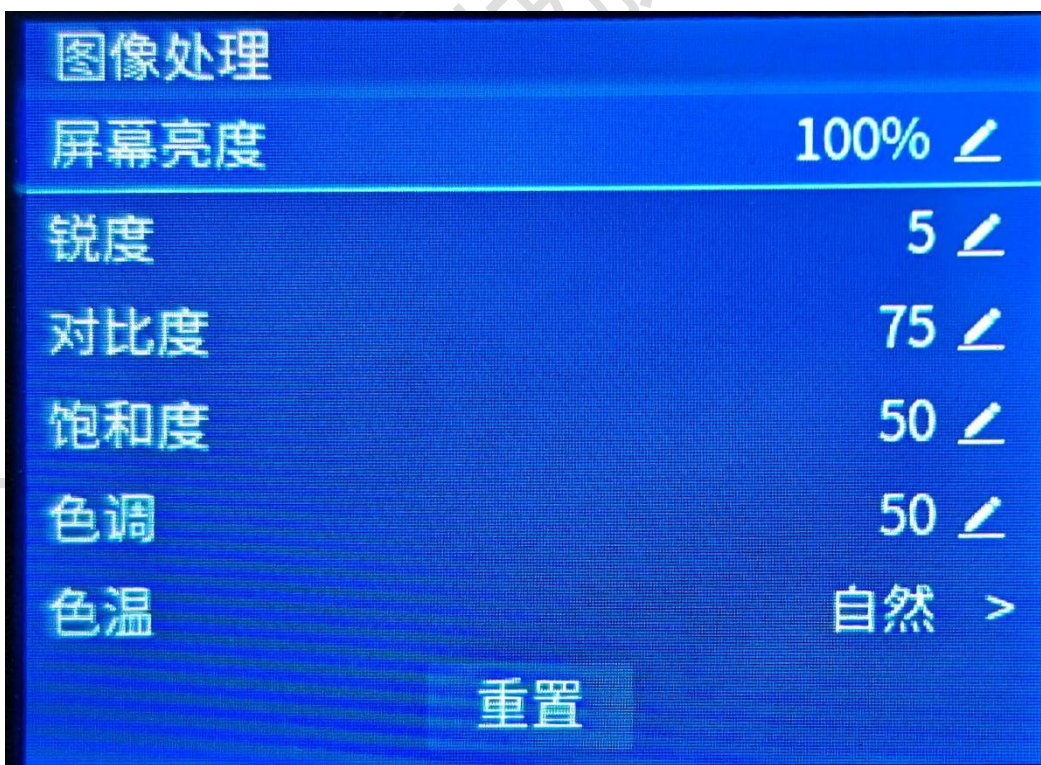 图像处理
屏幕亮度 100%
锐度 5
对比度 75
饱和度 50
色调 50
色温 自然 >
重置